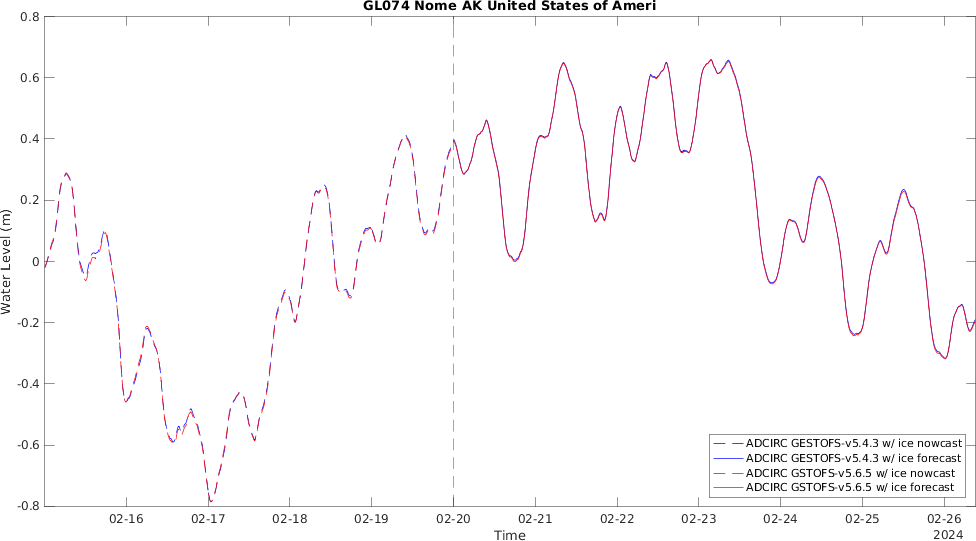 GL074 Nome AK United States of Ameri
Water Level (m)
0.8
0.6
0.4
0.2
0
-0.2
-0.4
-0.6
-0.8
ADCIRC GESTOFS-v5.4.3 w/ ice nowcast
ADCIRC GESTOFS-v5.4.3 w/ ice forecast
ADCIRC GSTOFS-v5.6.5 w/ ice nowcast
ADCIRC GSTOFS-v5.6.5 w/ ice forecast
02-16 02-17 02-18 02-19 02-20 02-21 02-22 02-23 02-24 02-25 02-26
2024
Time